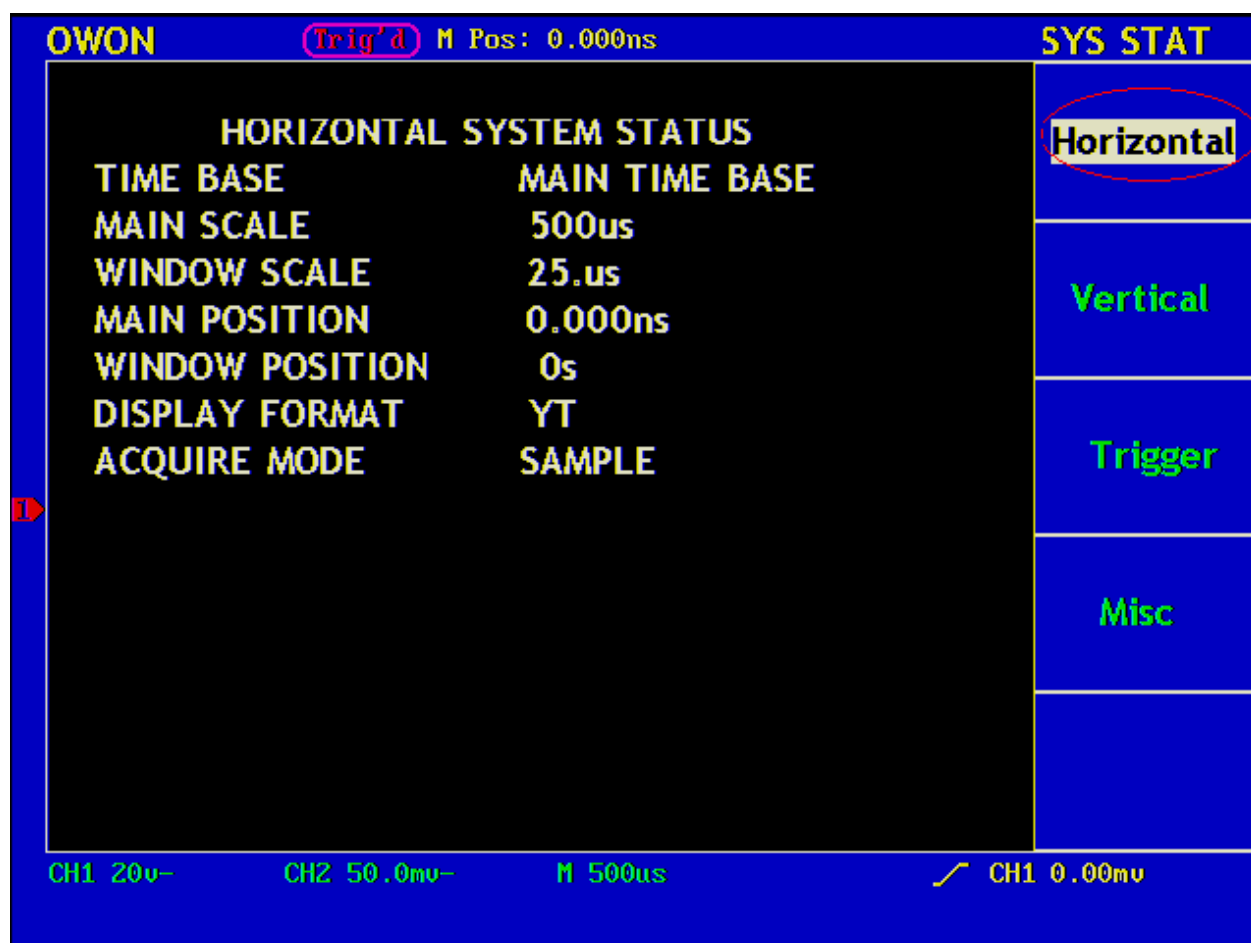 OWON Trig'd M Pos: 0.000ns SYS STAT
HORIZONTAL SYSTEM STATUS
TIME BASE MAIN TIME BASE
MAIN SCALE 500us
WINDOW SCALE 25.us
MAIN POSITION 0.000ns
WINDOW POSITION 0s
DISPLAY FORMAT YT
ACQUIRE MODE SAMPLE
1
Horizontal
Vertical
Trigger
Misc
CH1 20v- CH2 50.0mv- M 500us CH1 0.00mv